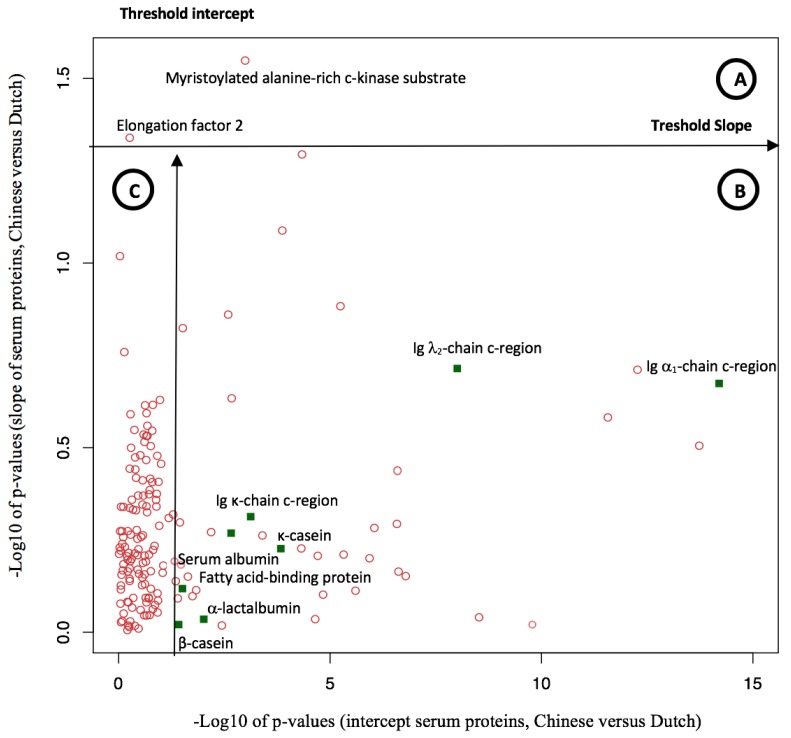 Threshold intercept
Myristoylated alanine-rich c-kinase substrate
A
Elongation factor 2
Treshold Slope
C
B
Ig λ₂-chain c-region
Ig α₁-chain c-region
Ig κ-chain c-region
κ-casein
Serum albumin
Fatty acid-binding protein
α-lactalbumin
β-casein
1.5
1.0
0.5
0.0
0
5
10
15
-Log10 of p-values (slope of serum proteins, Chinese versus Dutch)
-Log10 of p-values (intercept serum proteins, Chinese versus Dutch)